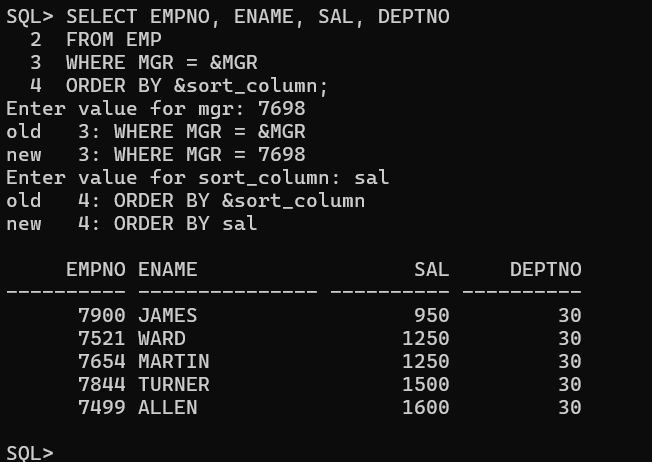 SQL> SELECT EMPNO, ENAME, SAL, DEPTNO
  2  FROM EMP
  3  WHERE MGR = &MGR
  4  ORDER BY &sort_column;
Enter value for mgr: 7698
old   3: WHERE MGR = &MGR
new   3: WHERE MGR = 7698
Enter value for sort_column: sal
old   4: ORDER BY &sort_column
new   4: ORDER BY sal

     EMPNO ENAME                  SAL     DEPTNO
---------- --------------- ---------- ----------
      7900 JAMES                  950         30
      7521 WARD                  1250         30
      7654 MARTIN                1250         30
      7844 TURNER                1500         30
      7499 ALLEN                 1600         30

SQL>